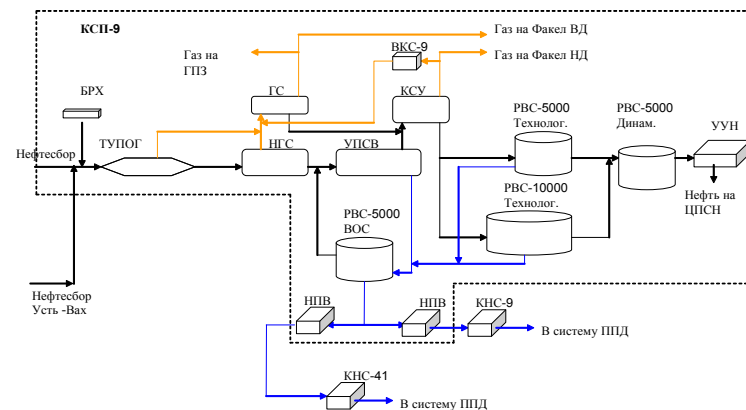 КСП-9
Газ на Факел ВД
Газ на
ГПЗ
ВКС-9
Газ на Факел НД
БРХ
ГС
КСУ
РВС-5000
Технолог.
РВС-5000
Динам.
УУН
Нефтесбор
ТУПОГ
НГС
УПСВ
Нефть на
ЦПСН
РВС-10000
Технолог.
РВС-5000
ВОС
Нефтесбор
Усть -Вах
НПВ
НПВ
КНС-9
В систему ППД
КНС-41
В систему ППД